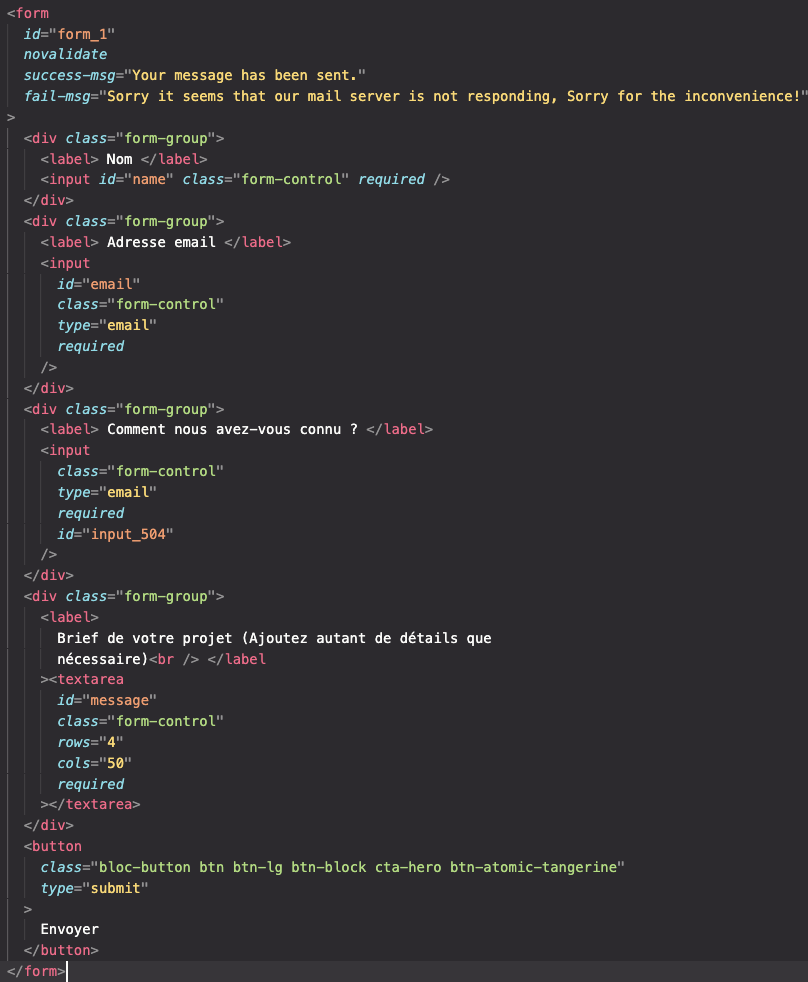 <form
id="form_1"
novalidate
success-msg="Your message has been sent."
fail-msg="Sorry it seems that our mail server is not responding, Sorry for the inconvenience!"
>
<div class="form-group">
<label> Nom </label>
<input id="name" class="form-control" required />
</div>
<div class="form-group">
<label> Adresse email </label>
<input
id="email"
class="form-control"
type="email"
required
/>
</div>
<div class="form-group">
<label> Comment nous avez-vous connu ? </label>
<input
class="form-control"
type="email"
required
id="input_504"
/>
</div>
<div class="form-group">
<label>
Brief de votre projet (Ajoutez autant de détails que
nécessaire)<br /> </label
><textarea
id="message"
class="form-control"
rows="4"
cols="50"
required
></textarea>
</div>
<button
class="bloc-button btn btn-lg btn-block cta-hero btn-atomic-tangerine"
type="submit"
>
Envoyer
</button>
</form>